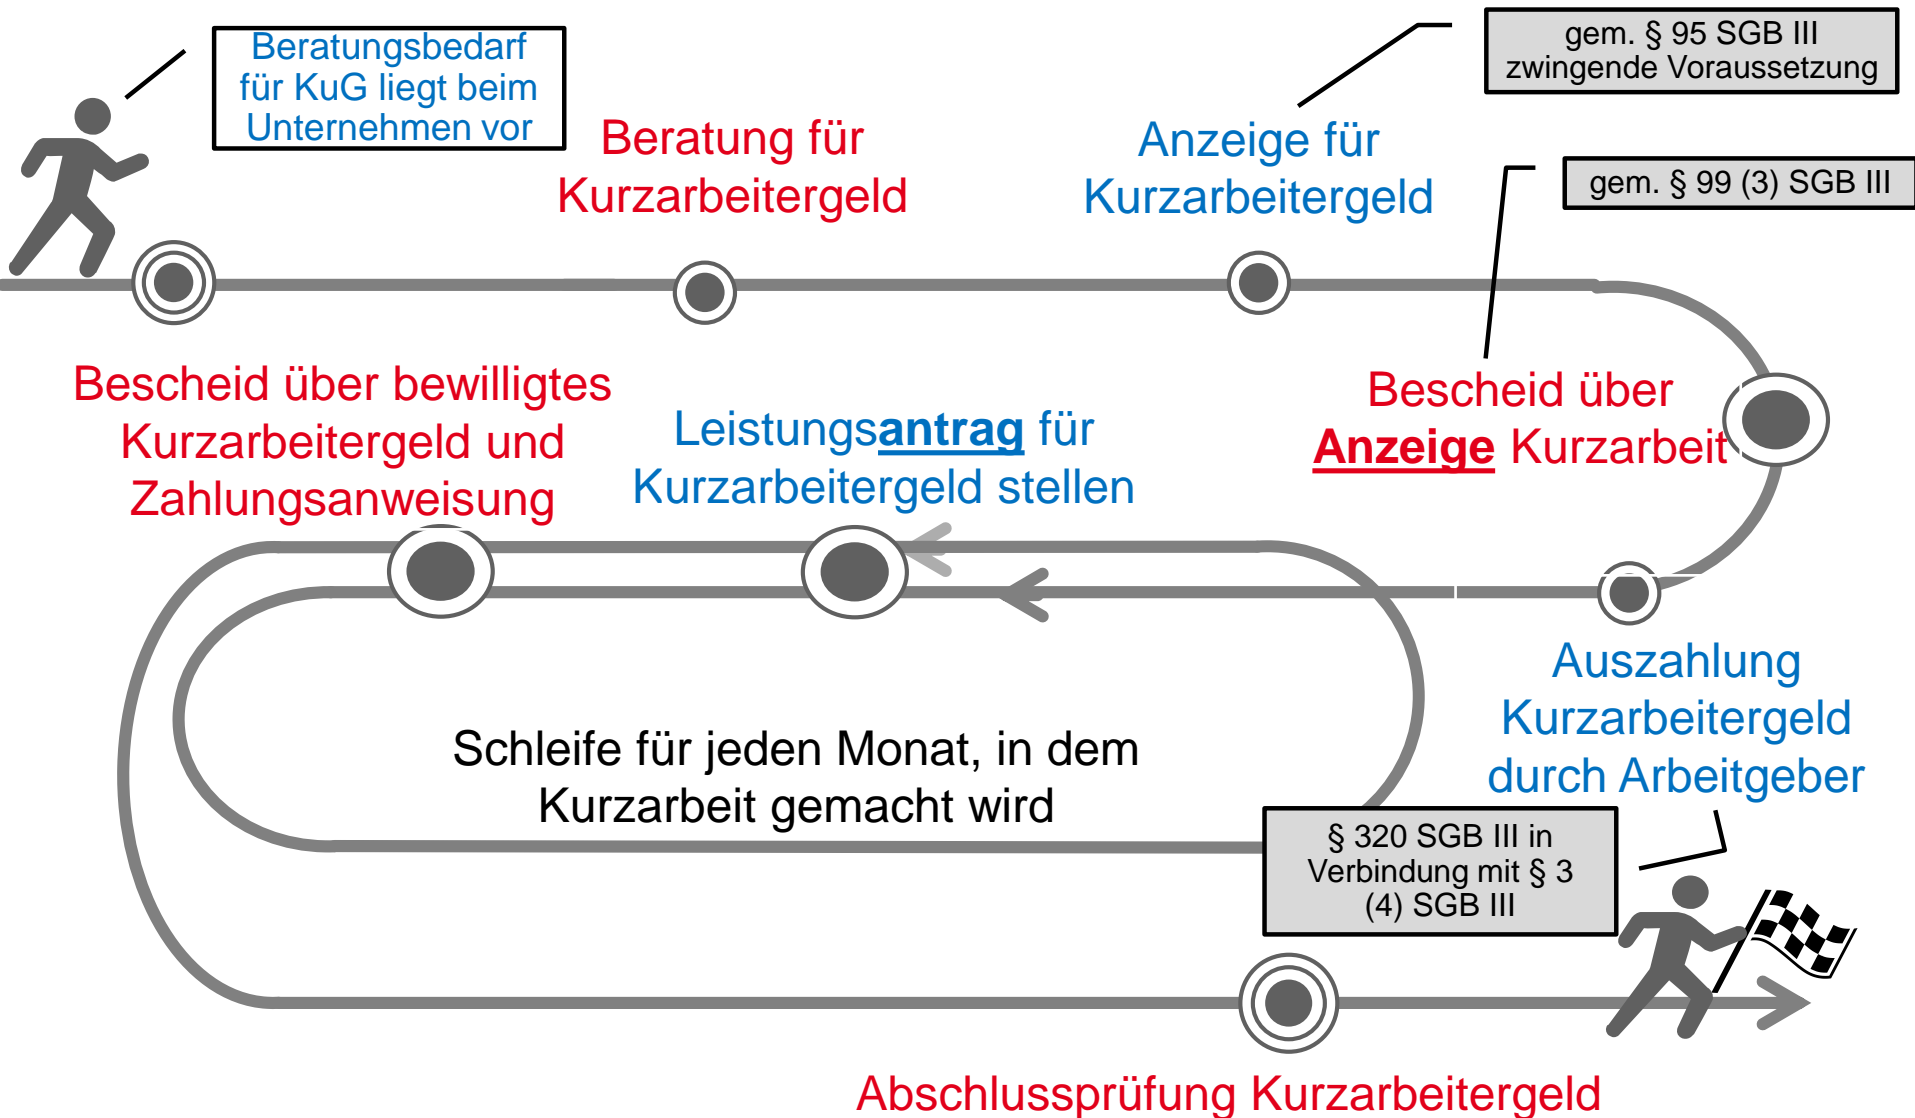 Beratungsbedarf
für KuG liegt beim
Unternehmen vor
Beratung für
Kurzarbeitergeld
Anzeige für
Kurzarbeitergeld
gem. § 95 SGB III
zwingende Voraussetzung
gem. § 99 (3) SGB III
Bescheid über
Anzeige Kurzarbeit
Auszahlung
Kurzarbeitergeld
durch Arbeitgeber
§ 320 SGB III in
Verbindung mit § 3
(4) SGB III
Leistungsantrag für
Kurzarbeitergeld stellen
Bescheid über bewilligtes
Kurzarbeitergeld und
Zahlungsanweisung
Schleife für jeden Monat, in dem
Kurzarbeit gemacht wird
Abschlussprüfung Kurzarbeitergeld